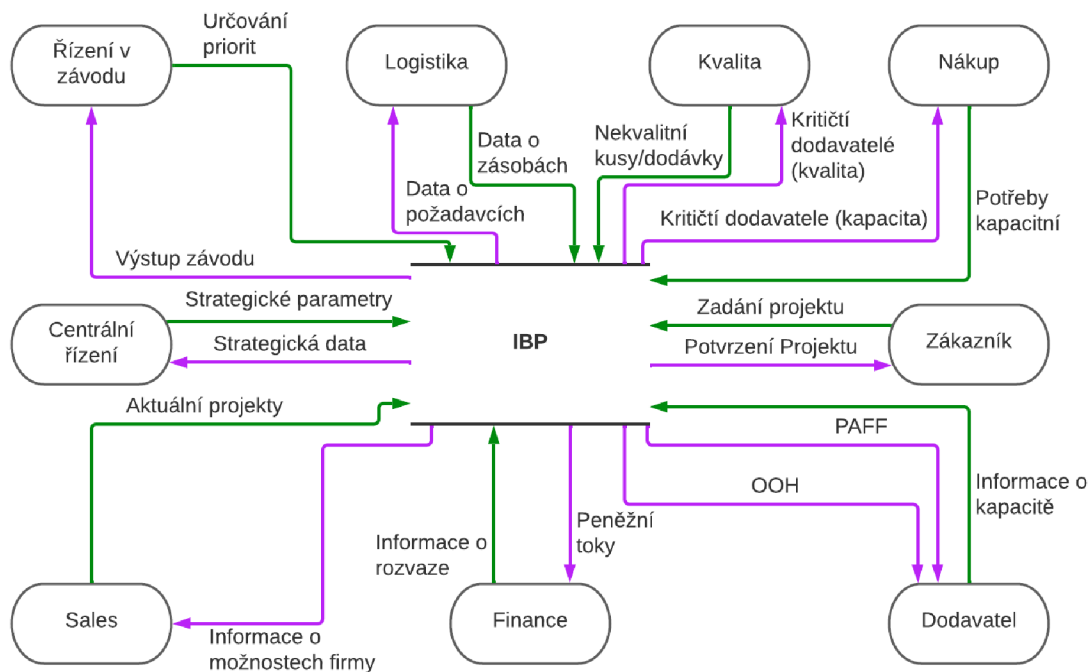 Určování
priorit
Řízení v
závodu
Logistika
Kvalita
Nákup
Data o
zásobách
Nekvalitní
kusy/dodávky
Kritičtí
dodavatelé
(kvalita)
Data o
požadavcích
Kritičtí dodavatele (kapacita)
Potřeby
kapacitní
Výstup závodu
Strategické parametry
Zadání projektu
Centrální
řízení
IBP
Zákazník
Strategická data
Potvrzení Projektu
Aktuální projekty
PAFF
OOH
Informace o
kapacitě
Peněžní
toky
Informace o
rozvaze
Sales
Finance
Dodavatel
Informace o
možnostech firmy